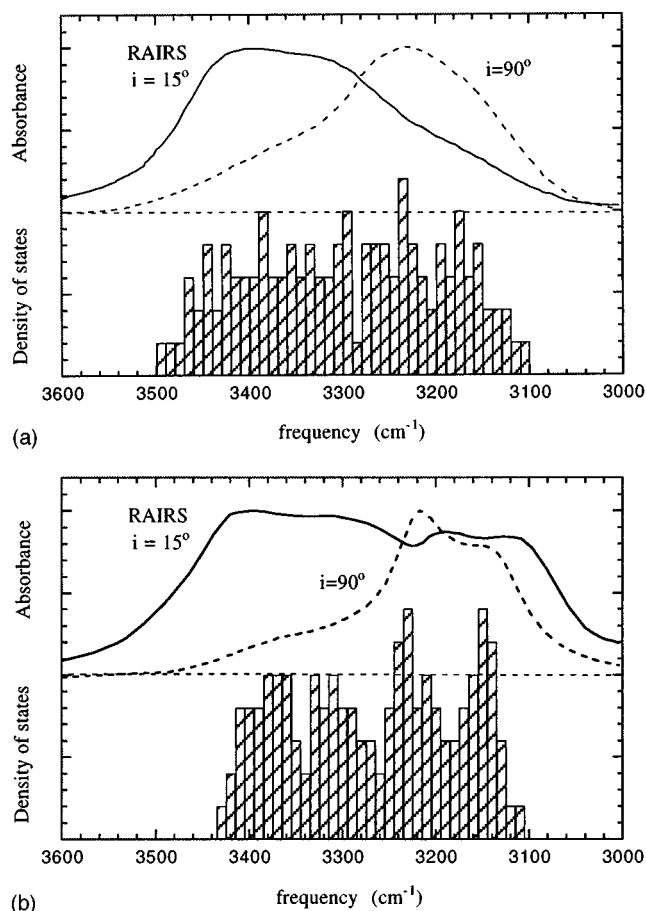 RAIRS
i = 15°
i=90°
Absorbance
Density of states
3600 3500 3400 3300 3200 3100 3000
(a)
frequency (cm⁻¹)
RAIRS
i = 15°
i=90°
Absorbance
Density of states
3600 3500 3400 3300 3200 3100 3000
(b)
frequency (cm⁻¹)